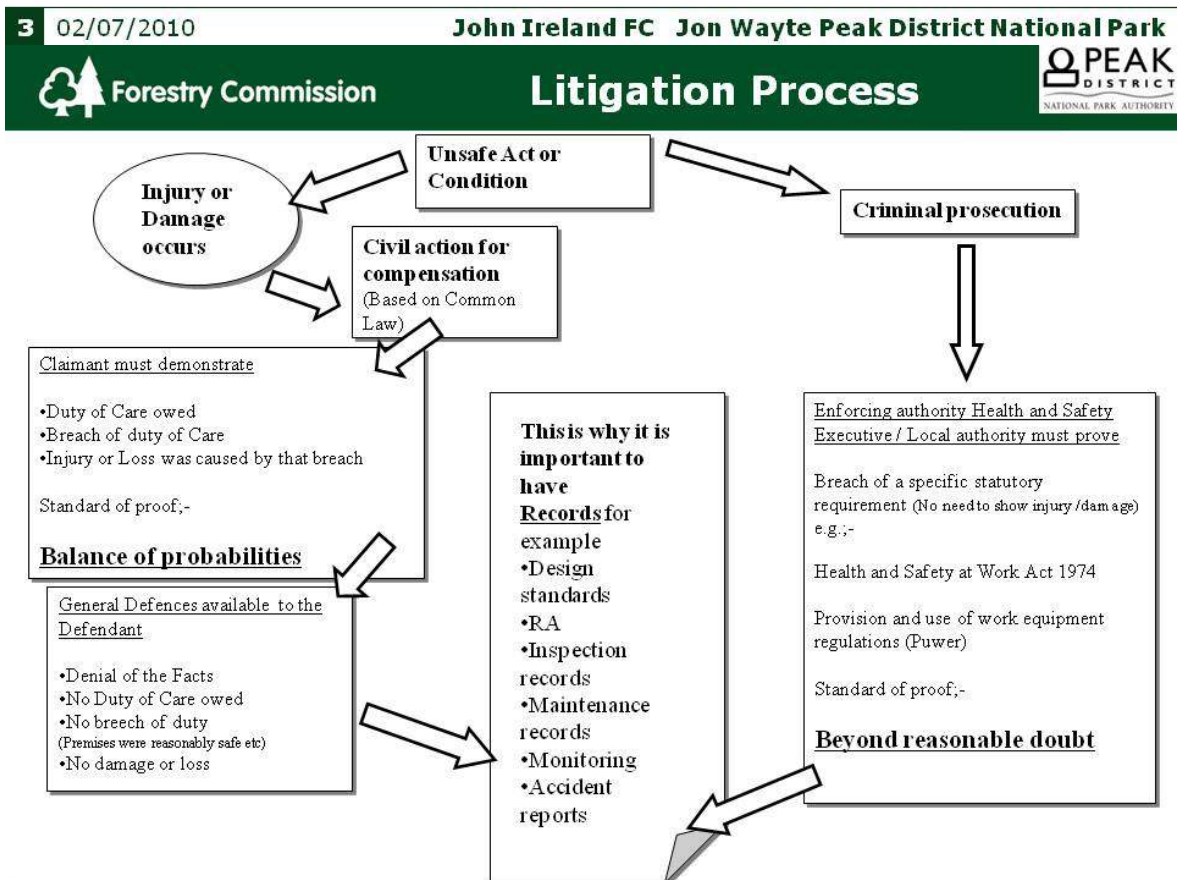 3 02/07/2010 John Ireland FC Jon Wayte Peak District National Park
Forestry Commission
Litigation Process
PEAK
DISTRICT
NATIONAL PARK AUTHORITY
Unsafe Act or
Condition
Injury or
Damage
occurs
Criminal prosecution
Civil action for
compensation
(Based on Common
Law)
Claimant must demonstrate
•Duty of Care owed
•Breach of duty of Care
•Injury or Loss was caused by that breach
Standard of proof;-
Balance of probabilities
General Defences available to the
Defendant
•Denial of the Facts
•No Duty of Care owed
•No breech of duty
(Premises were reasonably safe etc)
•No damage or loss
This is why it is
important to
have
Records for
example
•Design
standards
•RA
•Inspection
records
•Maintenance
records
•Monitoring
•Accident
reports
Enforcing authority Health and Safety
Executive / Local authority must prove
Breach of a specific statutory
requirement (No need to show injury /damage)
e.g.;-
Health and Safety at Work Act 1974
Provision and use of work equipment
regulations (Puwer)
Standard of proof;-
Beyond reasonable doubt